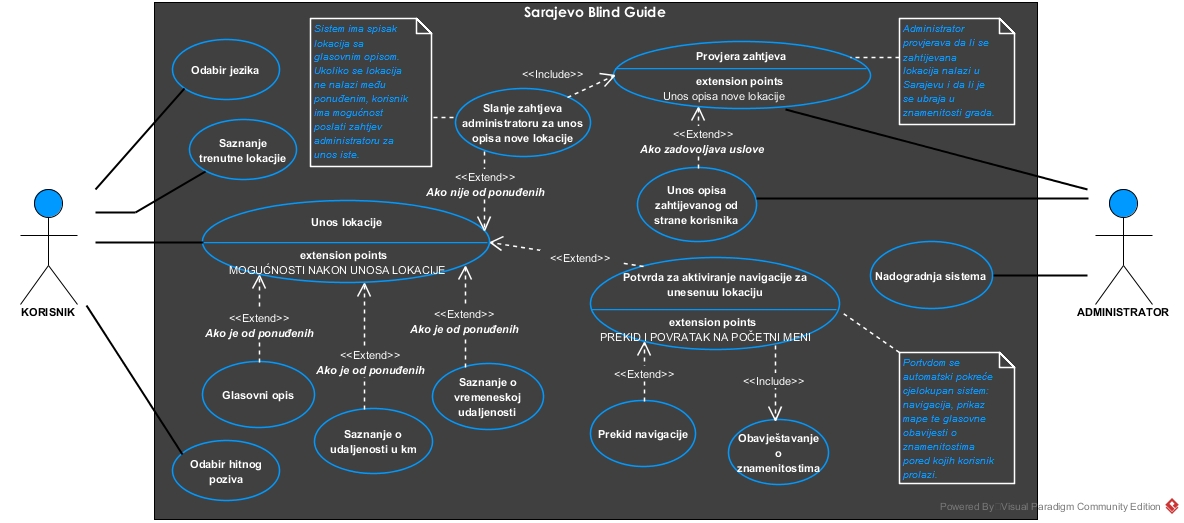 Sarajevo Blind Guide
Odabir jezika
Sistem ima spisak
lokacija sa
glasovnim opisom.
Ukoliko se lokacija
ne nalazi među
ponuđenim, korisnik
ima mogućnost
poslati zahtjev
administratoru za
unos iste.
<<Include>>
Slanje zahtjeva
administratoru za unos
opisa nove lokacije
Provjera zahtjeva
extension points
Unos opisa nove lokacije
Administrator
provjerava da li se
zahtijevana
lokacija nalazi u
Sarajevu i da li je
se ubraja u
znamenitosti grada.
Saznanje
trenutne lokacjie
<<Extend>>
Ako zadovoljava uslove
<<Extend>>
Ako nije od ponuđenih
Unos opisa
zahtijevanog od
strane korisnika
KORISNIK
Unos lokacije
extension points
MOGUĆNOSTI NAKON UNOSA LOKACIJE
<<Extend>>
Potvrda za aktiviranje navigacije za
unesenuu lokaciju
extension points
PREKID I POVRATAK NA POČETNI MENI
Nadogradnja sistema
ADMINISTRATOR
<<Extend>>
Ako je od ponuđenih
<<Extend>>
Ako je od ponuđenih
<<Extend>>
Ako je od ponuđenih
<<Extend>>
<<Include>>
Portvdom se
automatski pokreće
cjelokupan sistem:
navigacija, prikaz
mape te glasovne
obavijesti o
znamenitostima
pored kojih korisnik
prolazi.
Glasovni opis
Saznanje o
udaljenosti u km
Saznanje o
vremeneskoj
udaljenosti
Prekid navigacije
Obavještavanje
o
znamenitostima
Odabir hitnog
poziva
Powered By Visual Paradigm Community Edition